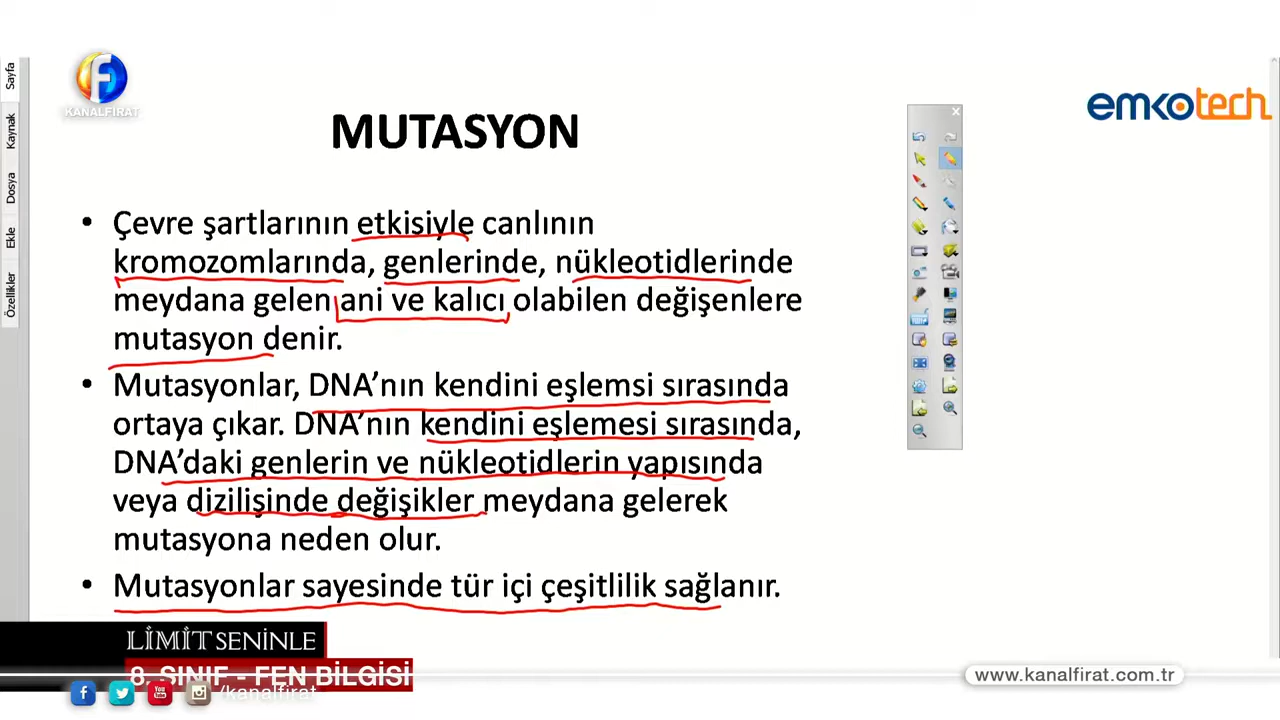 Sayfa
Kaynak
Dosya
Ekle
Özellikler
KANALFIRAT
emkotech
MUTASYON
• Çevre şartlarının etkisiyle canlının
kromozomlarında, genlerinde, nükleotidlerinde
meydana gelen ani ve kalıcı olabilen değişenlere
mutasyon denir.
• Mutasyonlar, DNA’nın kendini eşlemsi sırasında
ortaya çıkar. DNA’nın kendini eşlemesi sırasında,
DNA’daki genlerin ve nükleotidlerin yapısında
veya dizilişinde değişikler meydana gelerek
mutasyona neden olur.
• Mutasyonlar sayesinde tür içi çeşitlilik sağlanır.
LİMİT SENİNLE
8. SINIF - FEN BİLGİSİ
/kanalfirat
www.kanalfirat.com.tr